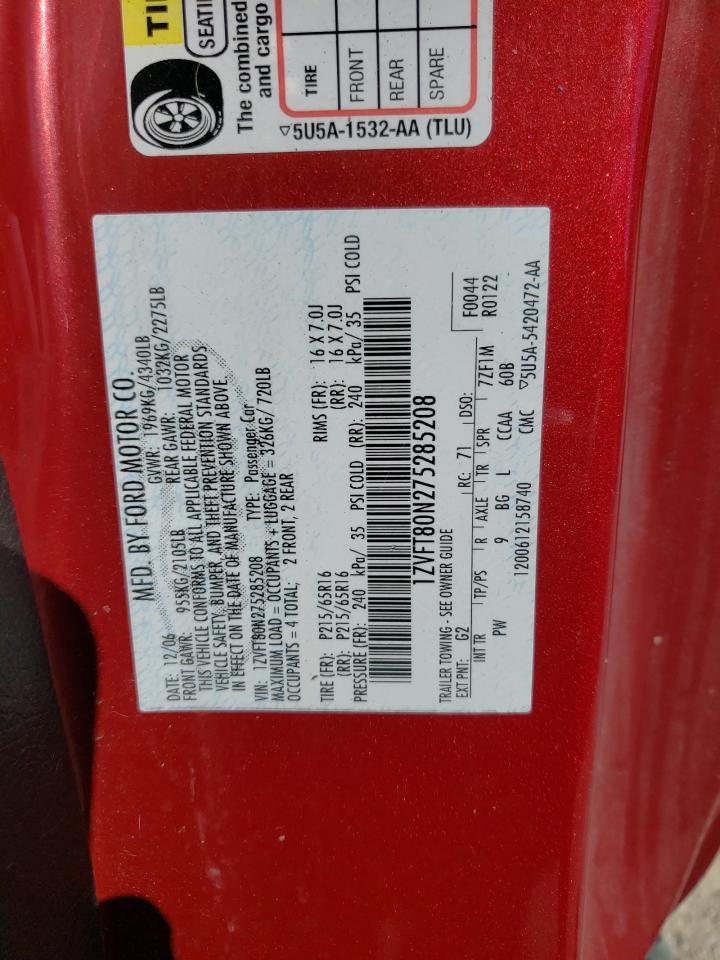 TI
SEATI
The combined
and cargo
TIRE
FRONT
REAR
SPARE
5U5A-1532-AA (TLU)
MFD. BY FORD MOTOR CO.
DATE: 12/06 GVWR: 1969KG/4340LB
FRONT GAWR: 955KG/2105LB REAR GAWR: 1032KG/2275LB
THIS VEHICLE CONFORMS TO ALL APPLICABLE FEDERAL MOTOR
VEHICLE SAFETY, BUMPER, AND THEFT PREVENTION STANDARDS
IN EFFECT ON THE DATE OF MANUFACTURE SHOWN ABOVE.
VIN: 1ZVFT80N275285208 TYPE: Passenger Car
MAXIMUM LOAD = OCCUPANTS + LUGGAGE = 326KG/720LB
OCCUPANTS = 4 TOTAL; 2 FRONT, 2 REAR
TIRE (FR): P215/65R16 RIMS (FR): 16 X 7.0J
(RR): P215/65R16 (RR): 16 X 7.0J
PRESSURE (FR): 240 kPa/ 35 PSI COLD (RR): 240 kPa/ 35 PSI COLD
1ZVFT80N275285208
TRAILER TOWING - SEE OWNER GUIDE
EXT PNT: G2 RC: 71 DSO: F0044
R0122
INT TR TP/PS R AXLE TR SPR 7ZF1M
PW 9 BG L CCAA 60B
1200612158740 CMC 5U5A-5420472-AA